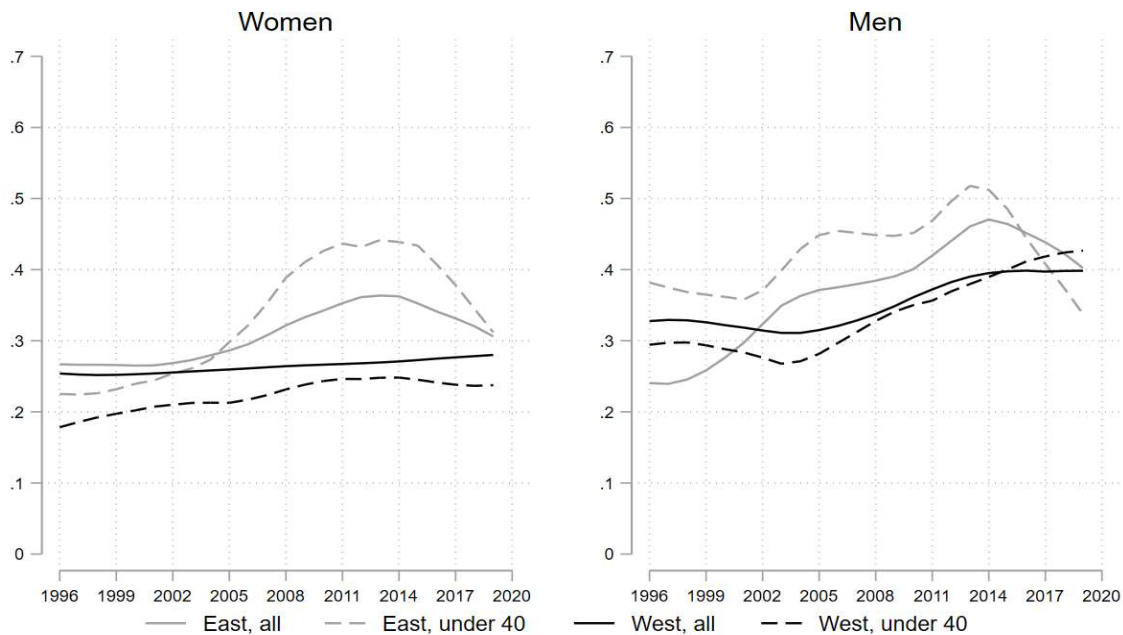 Women Men
.7 .7
.6 .6
.5 .5
.4 .4
.3 .3
.2 .2
.1 .1
0 0
1996 1999 2002 2005 2008 2011 2014 2017 2020 1996 1999 2002 2005 2008 2011 2014 2017 2020
East, all East, under 40 West, all West, under 40